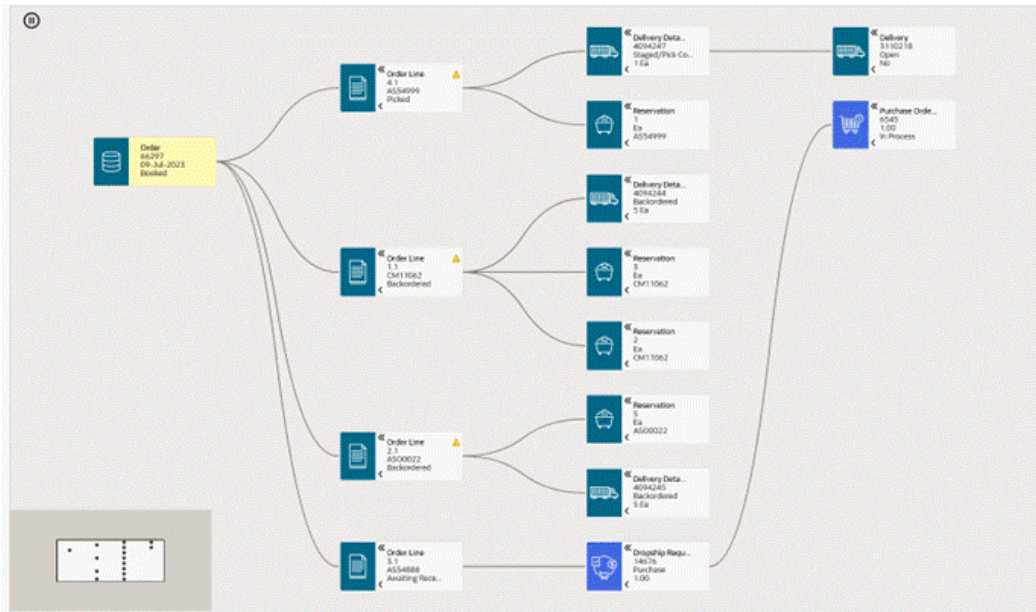 Order
66297
09-Jul-2023
Booked
Order Line
4.1
AS54999
Picked
Order Line
1.1
CM11062
Backordered
Order Line
2.1
AS00022
Backordered
Order Line
3.1
AS54888
Awaiting Rece...
Delivery Deta...
4094247
Staged/Pick Co...
1 Ea
Reservation
1
Ea
AS54999
Delivery Deta...
4094244
Backordered
5 Ea
Reservation
3
Ea
CM11062
Reservation
2
Ea
CM11062
Reservation
5
Ea
AS00022
Delivery Deta...
4094245
Backordered
5 Ea
Dropship Requ...
14676
Purchase
1.00
Delivery
5110218
Open
No
Purchase Orde...
6545
1.00
In Process